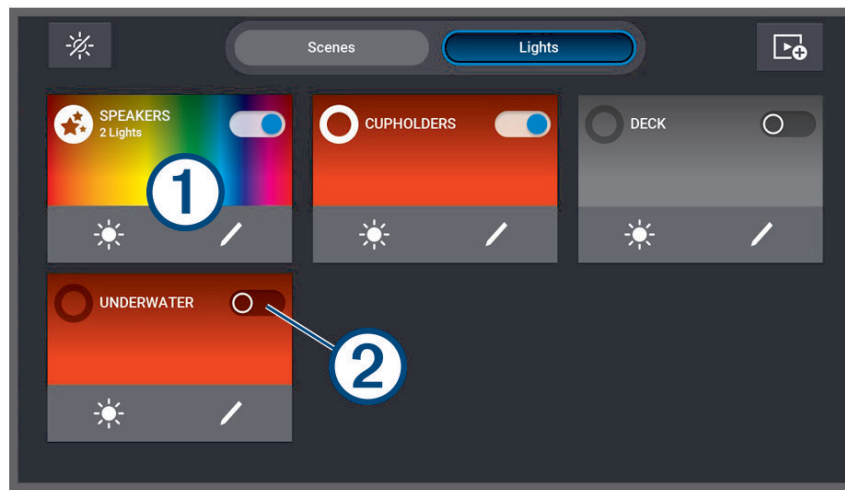 Scenes
Lights
SPEAKERS
2 Lights
CUPHOLDERS
DECK
1
UNDERWATER
2